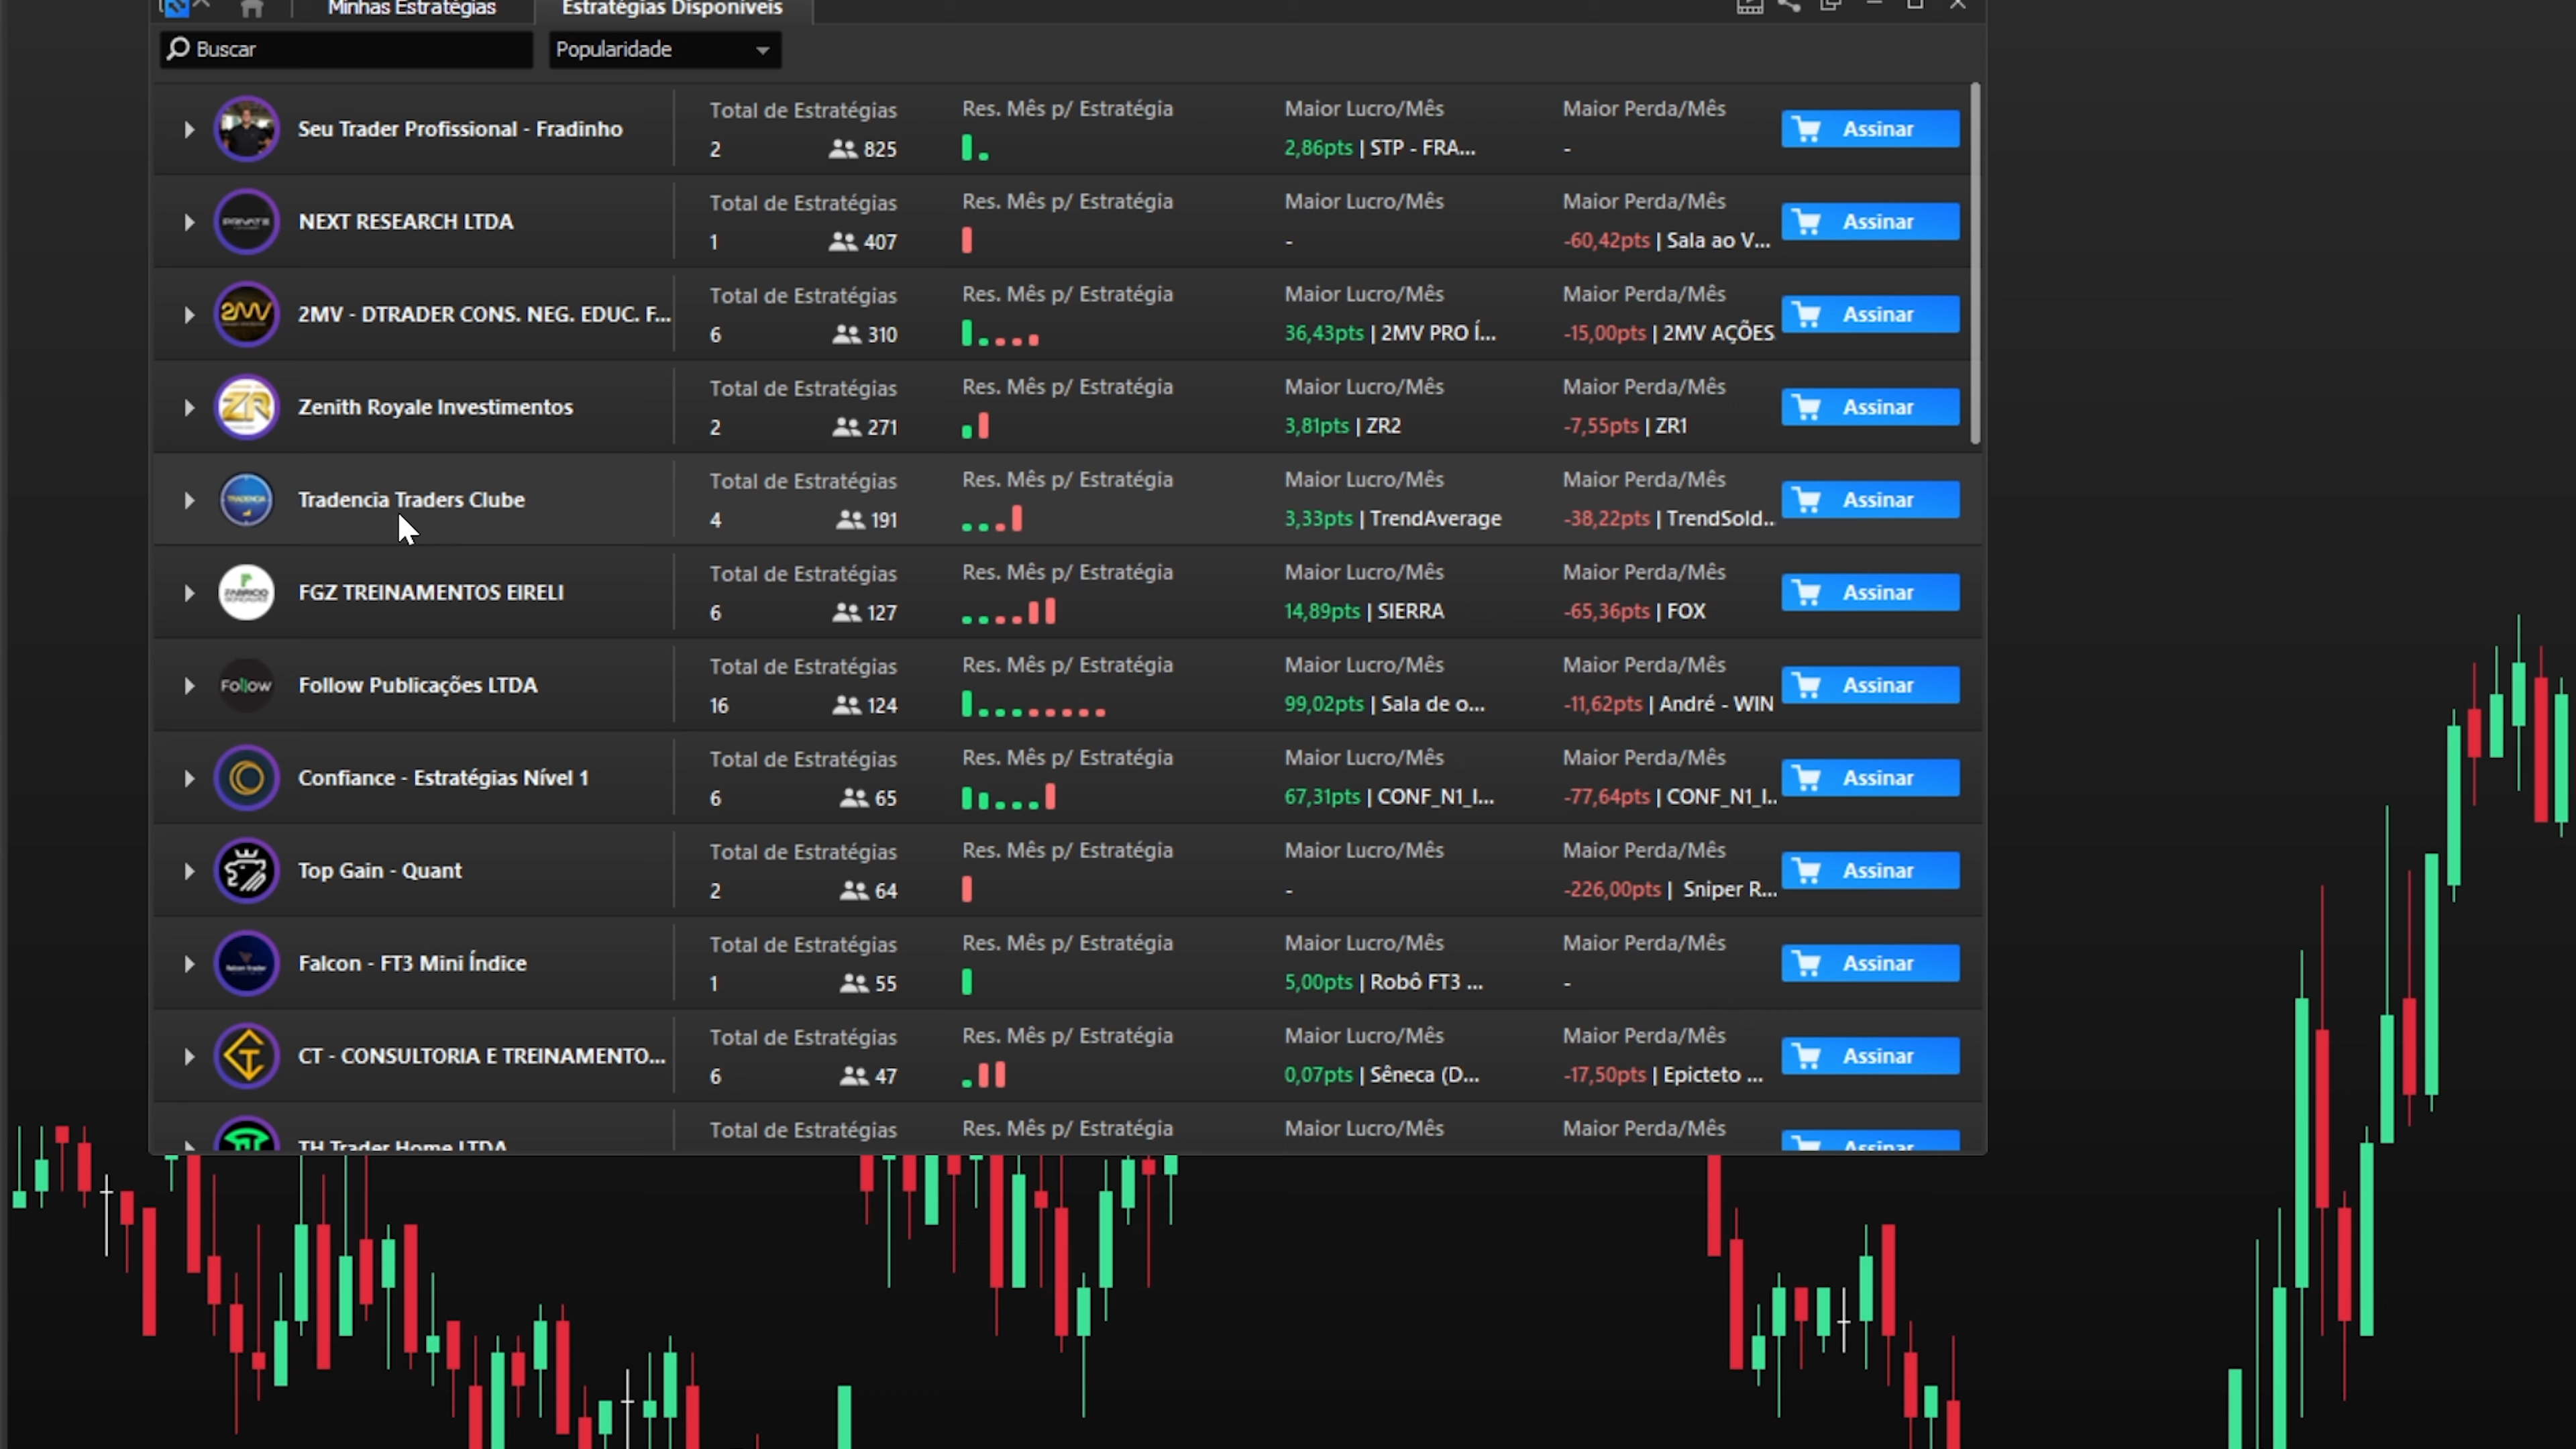 Minhas Estratégias
Estratégias Disponíveis
Buscar
Popularidade
Seu Trader Profissional - Fradinho
Total de Estratégias
2
825
Res. Mês p/ Estratégia
Maior Lucro/Mês
2,86pts | STP - FRA...
Maior Perda/Mês
-
Assinar
PRIVATE
NEXT RESEARCH LTDA
Total de Estratégias
1
407
Res. Mês p/ Estratégia
Maior Lucro/Mês
-
Maior Perda/Mês
-60,42pts | Sala ao V...
Assinar
2MV
2MV - DTRADER CONS. NEG. EDUC. F...
Total de Estratégias
6
310
Res. Mês p/ Estratégia
Maior Lucro/Mês
36,43pts | 2MV PRO Í...
Maior Perda/Mês
-15,00pts | 2MV AÇÕES
Assinar
ZR
Zenith Royale Investimentos
Total de Estratégias
2
271
Res. Mês p/ Estratégia
Maior Lucro/Mês
3,81pts | ZR2
Maior Perda/Mês
-7,55pts | ZR1
Assinar
TRADENCIA
Tradencia Traders Clube
Total de Estratégias
4
191
Res. Mês p/ Estratégia
Maior Lucro/Mês
3,33pts | TrendAverage
Maior Perda/Mês
-38,22pts | TrendSold...
Assinar
FABRICIO
FGZ TREINAMENTOS EIRELI
Total de Estratégias
6
127
Res. Mês p/ Estratégia
Maior Lucro/Mês
14,89pts | SIERRA
Maior Perda/Mês
-65,36pts | FOX
Assinar
Follow
Follow Publicações LTDA
Total de Estratégias
16
124
Res. Mês p/ Estratégia
Maior Lucro/Mês
99,02pts | Sala de o...
Maior Perda/Mês
-11,62pts | André - WIN
Assinar
Confiance - Estratégias Nível 1
Total de Estratégias
6
65
Res. Mês p/ Estratégia
Maior Lucro/Mês
67,31pts | CONF_N1_I...
Maior Perda/Mês
-77,64pts | CONF_N1_I..
Assinar
Top Gain - Quant
Total de Estratégias
2
64
Res. Mês p/ Estratégia
Maior Lucro/Mês
-
Maior Perda/Mês
-226,00pts | Sniper R...
Assinar
Falcon - FT3 Mini Índice
Total de Estratégias
1
55
Res. Mês p/ Estratégia
Maior Lucro/Mês
5,00pts | Robô FT3 ...
Maior Perda/Mês
-
Assinar
CT - CONSULTORIA E TREINAMENTO...
Total de Estratégias
6
47
Res. Mês p/ Estratégia
Maior Lucro/Mês
0,07pts | Sêneca (D...
Maior Perda/Mês
-17,50pts | Epicteto ...
Assinar
TH Trader Home LTDA
Total de Estratégias
Res. Mês p/ Estratégia
Maior Lucro/Mês
Maior Perda/Mês
Assinar